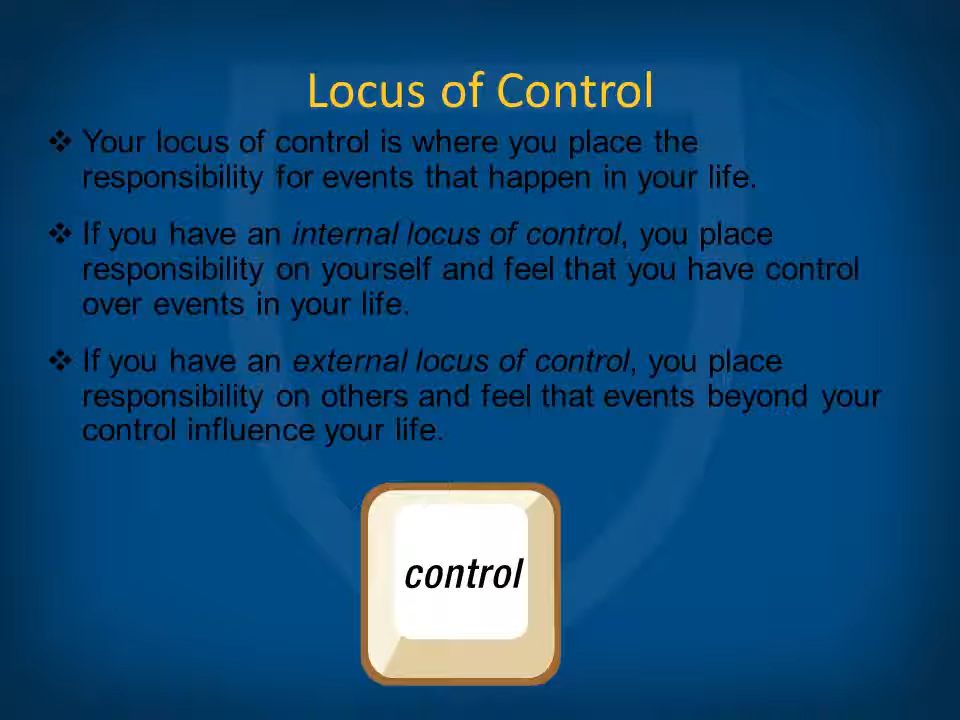 Locus of Control
❖ Your locus of control is where you place the
responsibility for events that happen in your life.
❖ If you have an internal locus of control, you place
responsibility on yourself and feel that you have control
over events in your life.
❖ If you have an external locus of control, you place
responsibility on others and feel that events beyond your
control influence your life.
control